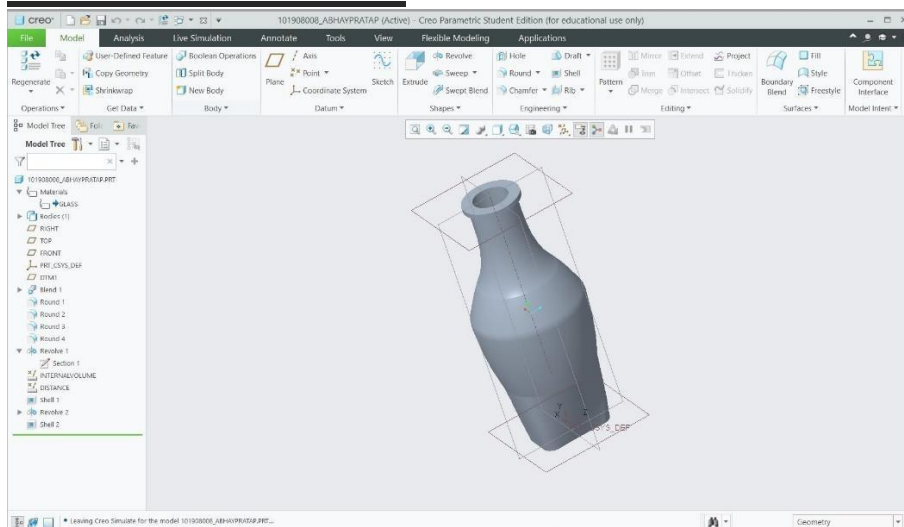 creo
101908008_ABHAYPRATAP (Active) - Creo Parametric Student Edition (for educational use only)
File Model Analysis Live Simulation Annotate Tools View Flexible Modeling Applications
User-Defined Feature Boolean Operations Axis Revolve Hole Draft Mirror Extend Project Fill
Copy Geometry Split Body Point Sweep Round Shell Trim Offset Thicken Style
Regenerate Shrinkwrap New Body Plane Coordinate System Sketch Extrude Swept Blend Chamfer Rib Pattern Merge Intersect Solidify Boundary Blend Freestyle Component Interface
Operations Get Data Body Datum Shapes Engineering Editing Surfaces Model Intent
Model Tree Fav
Model Tree
101908008_ABHAYPRATAP.PRT
Materials
GLASS
Bodies (1)
RIGHT
TOP
FRONT
PRT_CSYS_DEF
DTM1
Blend 1
Round 1
Round 2
Round 3
Round 4
Revolve 1
Section 1
INTERNALVOLUME
DISTANCE
Shell 1
Revolve 2
Shell 2
Y
X Z
SYS_DEF
Leaving Creo Simulate for the model 101908008_ABHAYPRATAP.PRT...
Geometry